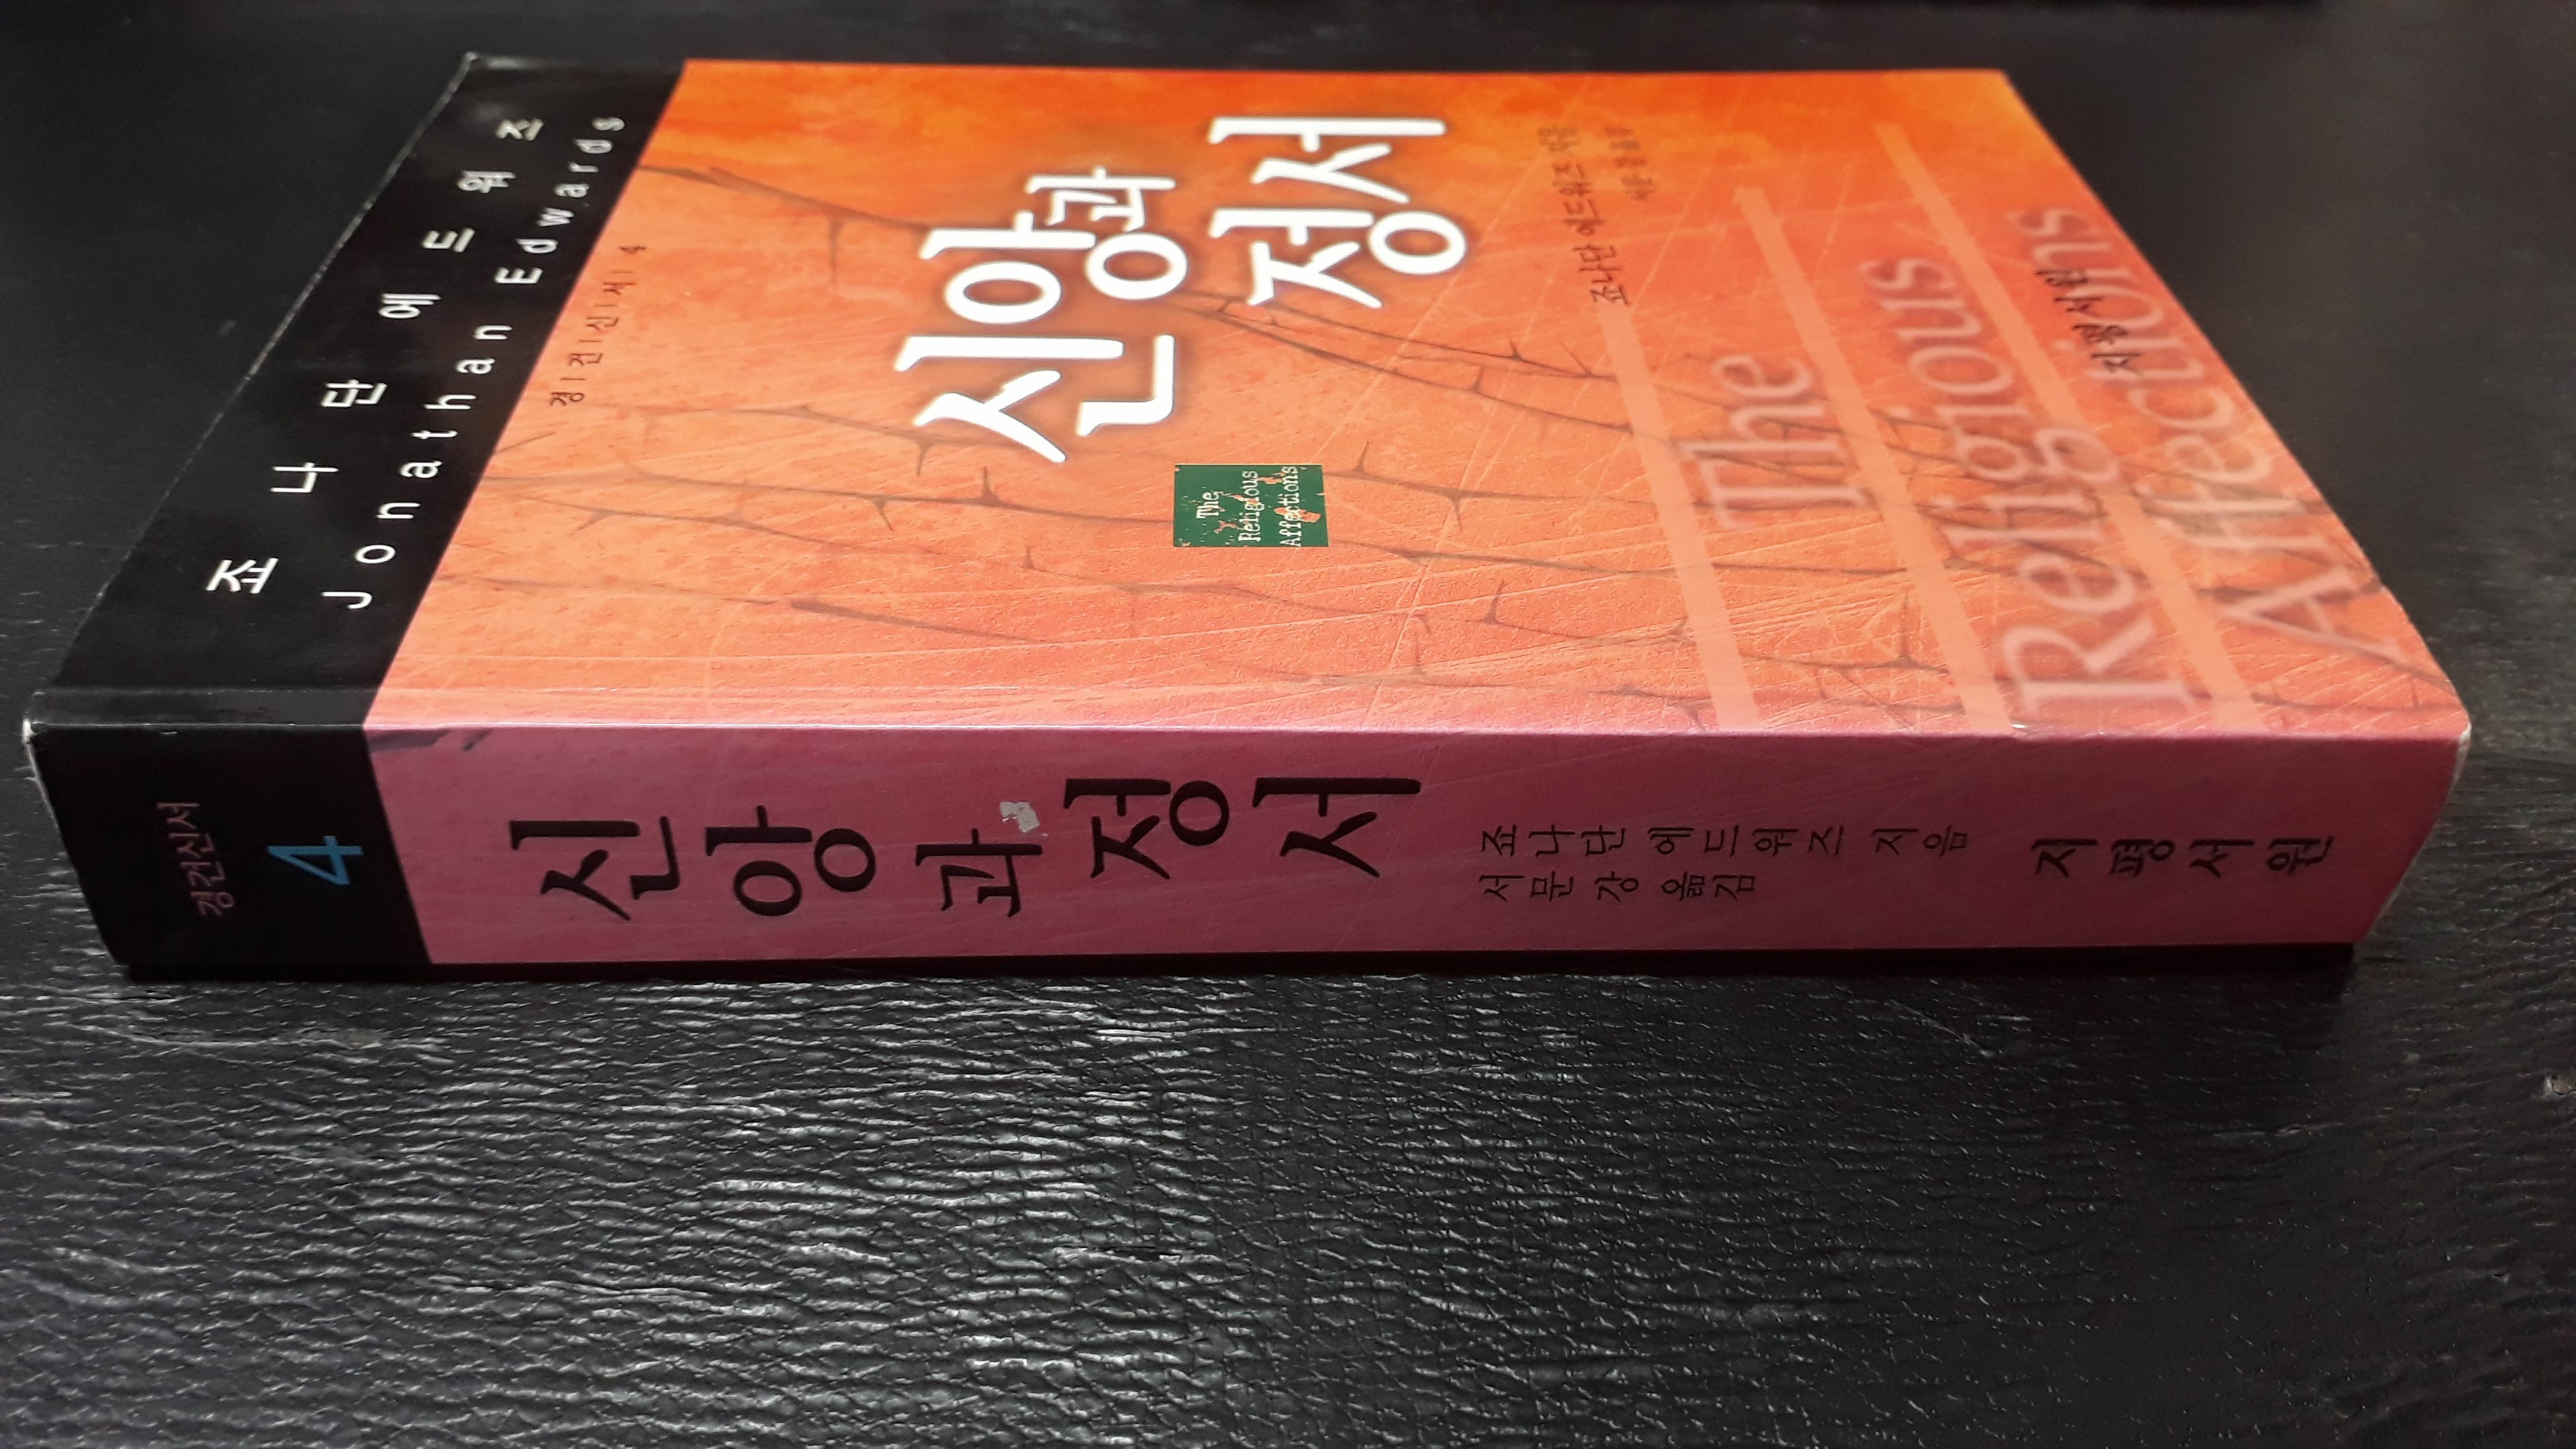 죠나단에드워즈
Jonathan Edwards
경|건|신|서| 4
신앙과
정서
The
Religious
Affections
죠나단 에드워즈 지음
서문강 옮김
The
Religious
Affections
지평서원
경건신서
4
신앙과 정서
죠나단 에드워즈 지음
서문강 옮김
지평서원